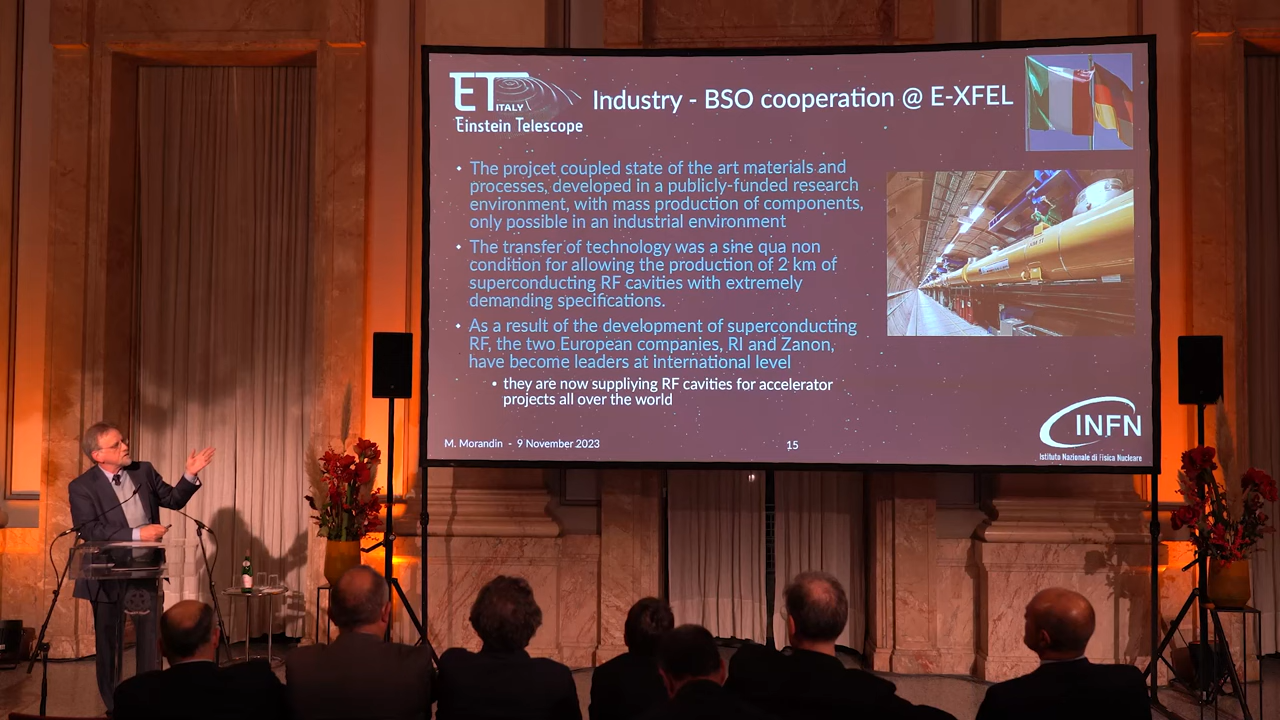 ET
ITALY
Einstein Telescope
Industry - BSO cooperation @ E-XFEL
• The projcet coupled state of the art materials and
processes, developed in a publicly-funded research
environment, with mass production of components,
only possible in an industrial environment
• The transfer of technology was a sine qua non
condition for allowing the production of 2 km of
superconducting RF cavities with extremely
demanding specifications.
• As a result of the development of superconducting
RF, the two European companies, RI and Zanon,
have become leaders at international level
• they are now suppliying RF cavities for accelerator
projects all over the world
M. Morandin - 9 November 2023
15
INFN
Istituto Nazionale di Fisica Nucleare